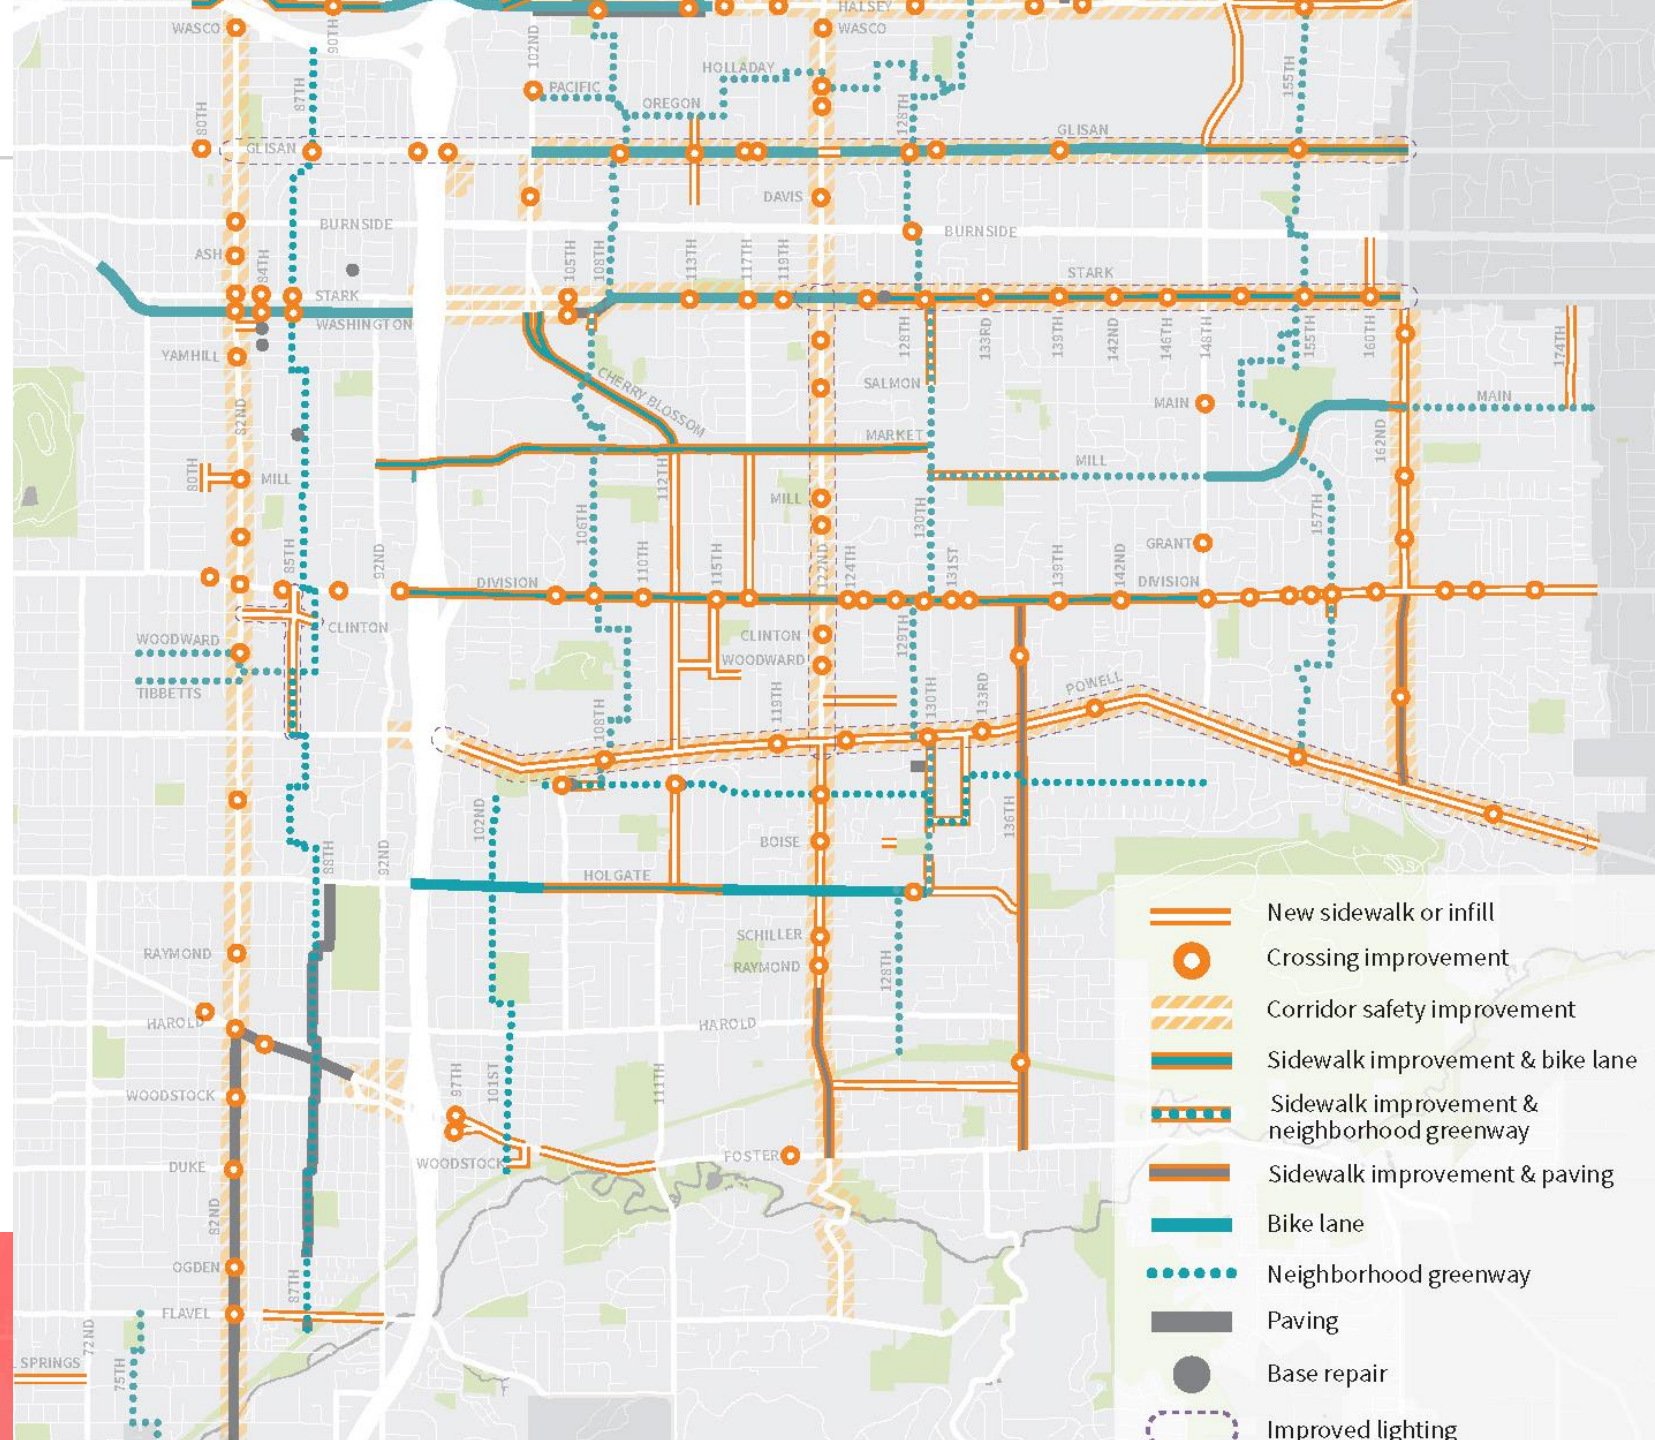 HALSEY
WASCO
WASCO
90TH
102ND
HOLLADAY
PACIFIC
OREGON
87TH
80TH
128TH
155TH
GLISAN
GLISAN
DAVIS
BURNSIDE
BURNSIDE
ASH
84TH
105TH
108TH
113TH
117TH
119TH
STARK
STARK
WASHINGTON
YAMHILL
128TH
133RD
139TH
142ND
146TH
148TH
155TH
160TH
174TH
CHERRY BLOSSOM
SALMON
MAIN
MAIN
82ND
MARKET
162ND
80TH
MILL
112TH
MILL
MILL
106TH
130TH
157TH
GRANT
85TH
92ND
110TH
115TH
122ND
124TH
131ST
139TH
142ND
DIVISION
DIVISION
CLINTON
WOODWARD
TIBBETTS
CLINTON
WOODWARD
129TH
108TH
119TH
130TH
133RD
POWELL
102ND
136TH
88TH
92ND
BOISE
HOLGATE
SCHILLER
RAYMOND
RAYMOND
128TH
HAROLD
HAROLD
WOODSTOCK
97TH
101ST
111TH
DUKE
WOODSTOCK
FOSTER
82ND
OGDEN
87TH
FLAVEL
72ND
75TH
SPRINGS
New sidewalk or infill
Crossing improvement
Corridor safety improvement
Sidewalk improvement & bike lane
Sidewalk improvement &
neighborhood greenway
Sidewalk improvement & paving
Bike lane
Neighborhood greenway
Paving
Base repair
Improved lighting